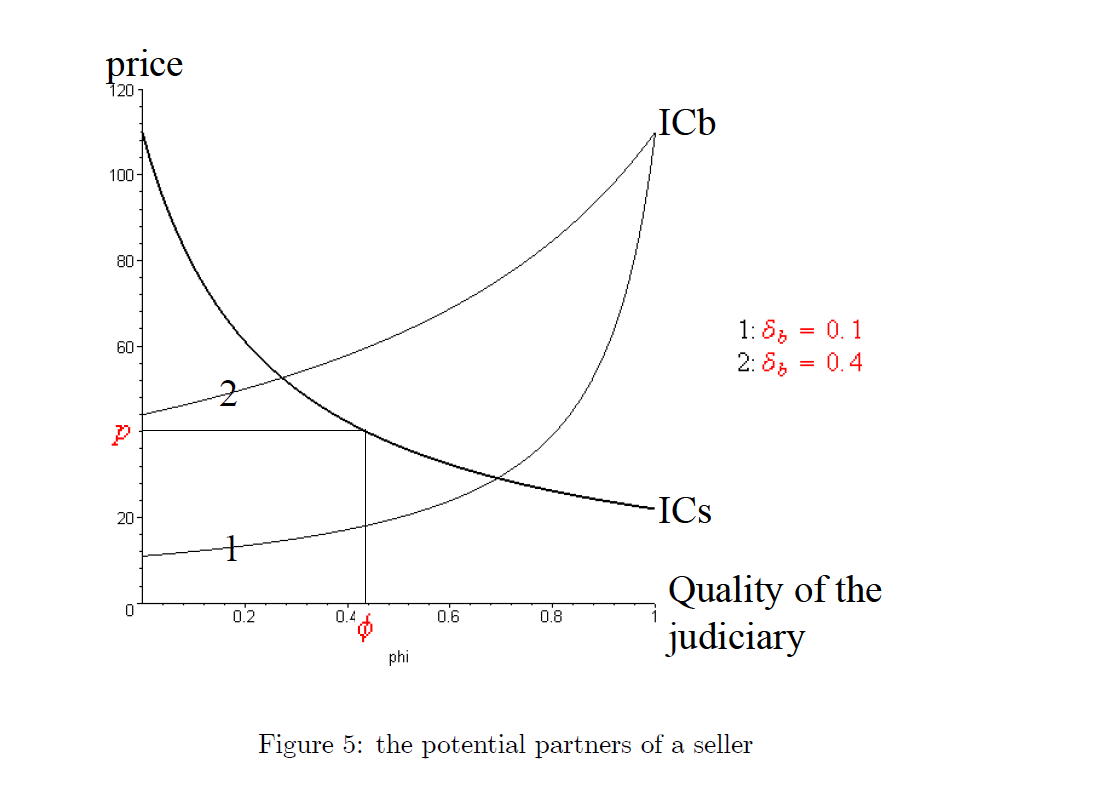 price
120
ICb
100
80
1: δb = 0.1
60
2: δb = 0.4
2
p
20
ICs
1
0
0.2
0.4
0.6
0.8
1
ϕ
Quality of the
judiciary
phi
Figure 5: the potential partners of a seller